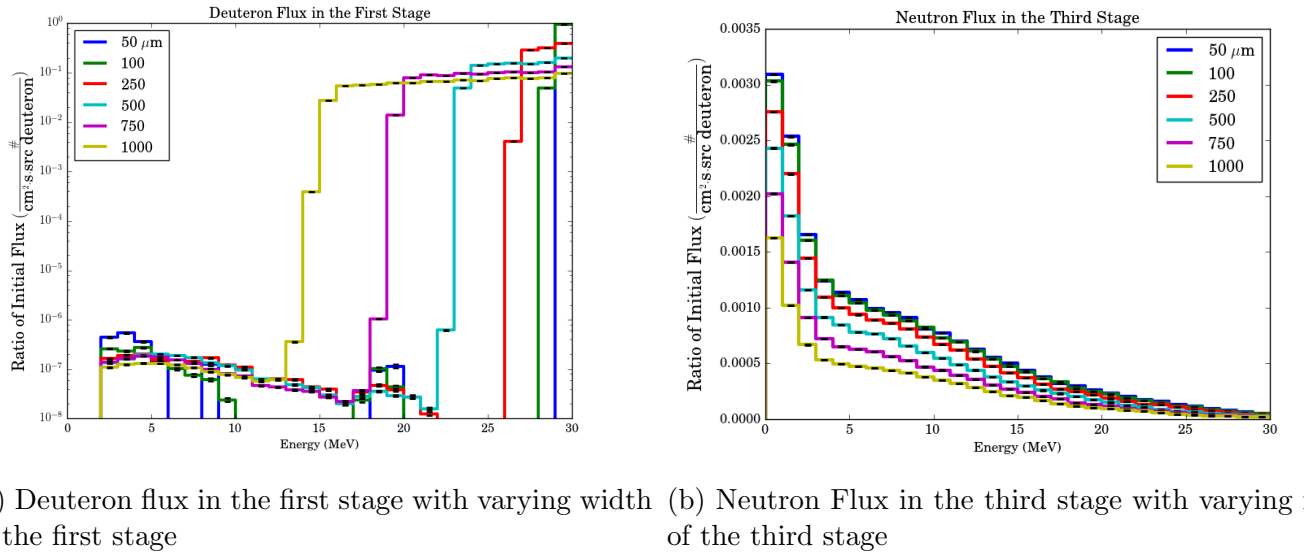 Deuteron Flux in the First Stage
Ratio of Initial Flux (# / cm²·s·src deuteron)
10⁰
10⁻¹
10⁻²
10⁻³
10⁻⁴
10⁻⁵
10⁻⁶
10⁻⁷
10⁻⁸
50 μm
100
250
500
750
1000
0 5 10 15 20 25 30
Energy (MeV)
Neutron Flux in the Third Stage
Ratio of Initial Flux (# / cm²·s·src deuteron)
0.0035
0.0030
0.0025
0.0020
0.0015
0.0010
0.0005
0.0000
50 μm
100
250
500
750
1000
0 5 10 15 20 25 30
Energy (MeV)
) Deuteron flux in the first stage with varying width
the first stage
(b) Neutron Flux in the third stage with varying
of the third stage